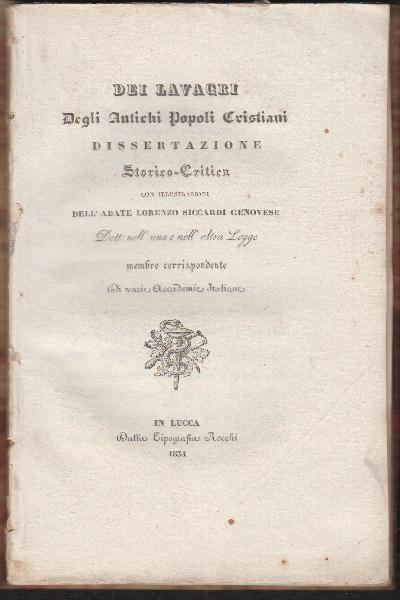 DEI LAVACRI
Degli Antichi Popoli Cristiani
DISSERTAZIONE
Storico-Critica
CON ILLUSTRAZIONI
DELL'ABATE LORENZO SICCARDI GENOVESE
Dott: nell' una e nell' altra Legge
membro corrispondente
Di varie Accademie Italiane
IN LUCCA
Dalla Tipografia Rocchi
1834